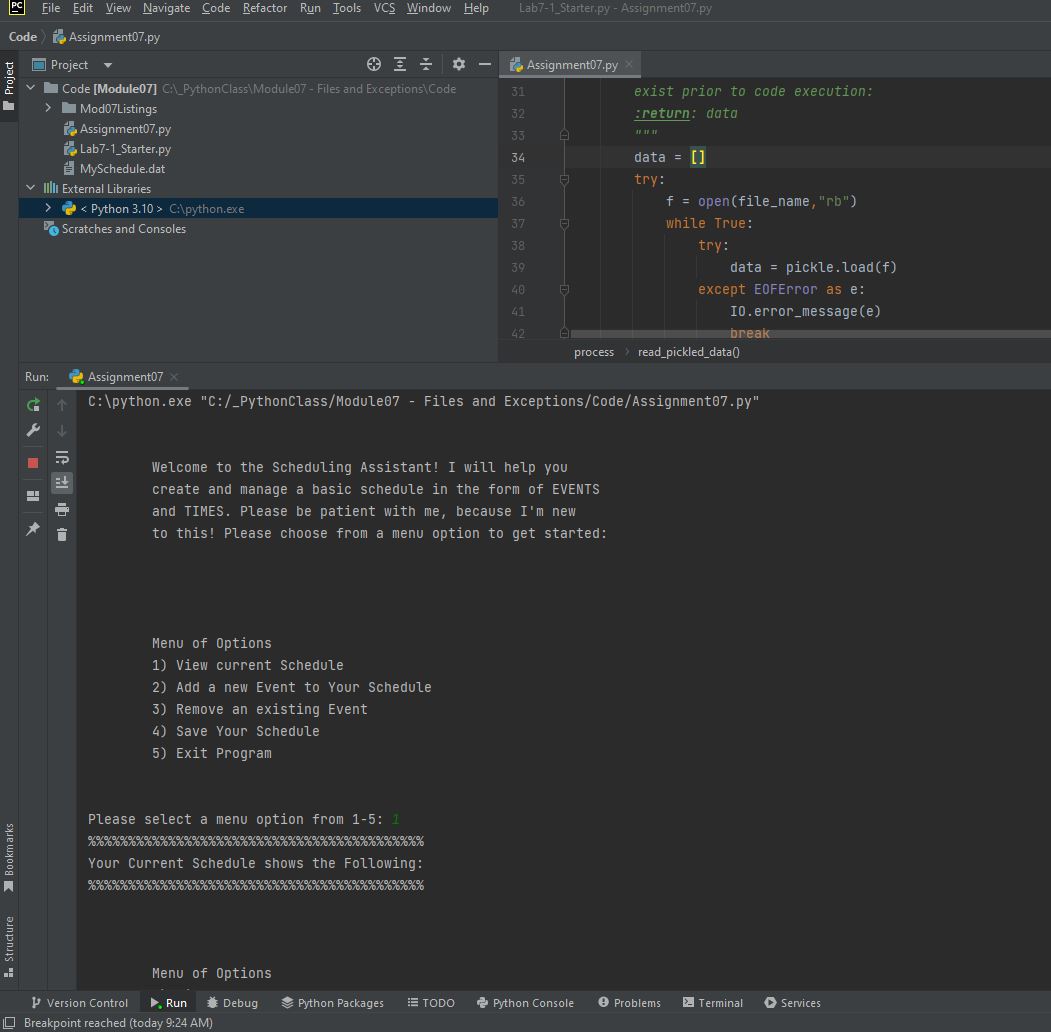 PC File Edit View Navigate Code Refactor Run Tools VCS Window Help Lab7-1_Starter.py - Assignment07.py
Code Assignment07.py
Project
Project
Code [Module07] C:\_PythonClass\Module07 - Files and Exceptions\Code
Mod07Listings
Assignment07.py
Lab7-1_Starter.py
MySchedule.dat
External Libraries
< Python 3.10 > C:\python.exe
Scratches and Consoles
Assignment07.py
31 exist prior to code execution:
32 :return: data
33 """
34 data = []
35 try:
36 f = open(file_name,"rb")
37 while True:
38 try:
39 data = pickle.load(f)
40 except EOFError as e:
41 IO.error_message(e)
42 break
process read_pickled_data()
Run: Assignment07
C:\python.exe "C:/_PythonClass/Module07 - Files and Exceptions/Code/Assignment07.py"
Welcome to the Scheduling Assistant! I will help you
create and manage a basic schedule in the form of EVENTS
and TIMES. Please be patient with me, because I'm new
to this! Please choose from a menu option to get started:
Menu of Options
1) View current Schedule
2) Add a new Event to Your Schedule
3) Remove an existing Event
4) Save Your Schedule
5) Exit Program
Please select a menu option from 1-5: 1
%%%%%%%%%%%%%%%%%%%%%%%%%%%%%%%%%%%%%%%%%%
Your Current Schedule shows the Following:
%%%%%%%%%%%%%%%%%%%%%%%%%%%%%%%%%%%%%%%%%%
Menu of Options
Bookmarks
Structure
Version Control Run Debug Python Packages TODO Python Console Problems Terminal Services
Breakpoint reached (today 9:24 AM)